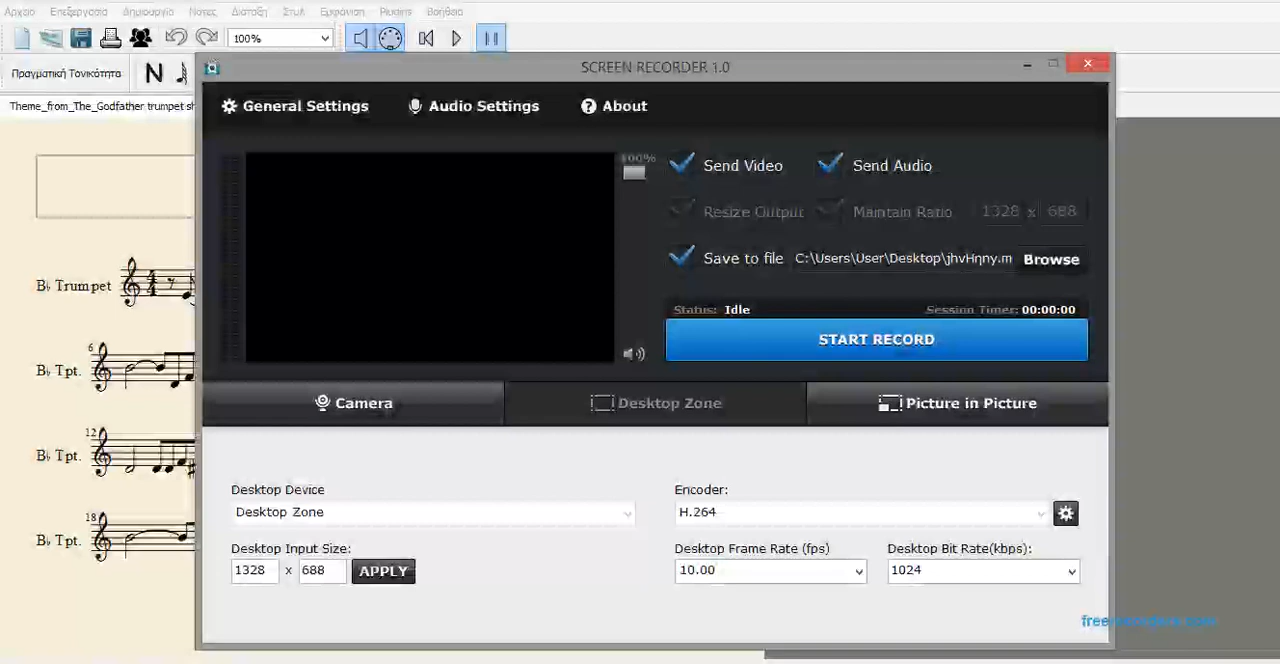 Αρχείο Επεξεργασία Δημιουργία Νότες Διάταξη Στυλ Εμφάνιση Plugins Βοήθεια
100%
Πραγματική Τονικότητα N
Theme_from_The_Godfather trumpet sh
SCREEN RECORDER 1.0
General Settings Audio Settings About
100%
Send Video Send Audio
Resize Output Maintain Ratio 1328 x 688
Save to file C:\Users\User\Desktop\jhvHηny.m Browse
Status: Idle Session Timer: 00:00:00
START RECORD
Camera Desktop Zone Picture in Picture
Desktop Device Encoder:
Desktop Zone H.264
Desktop Input Size: Desktop Frame Rate (fps) Desktop Bit Rate(kbps):
1328 x 688 APPLY 10.00 1024
B♭ Trumpet
6
B♭ Tpt.
12
B♭ Tpt.
18
B♭ Tpt.